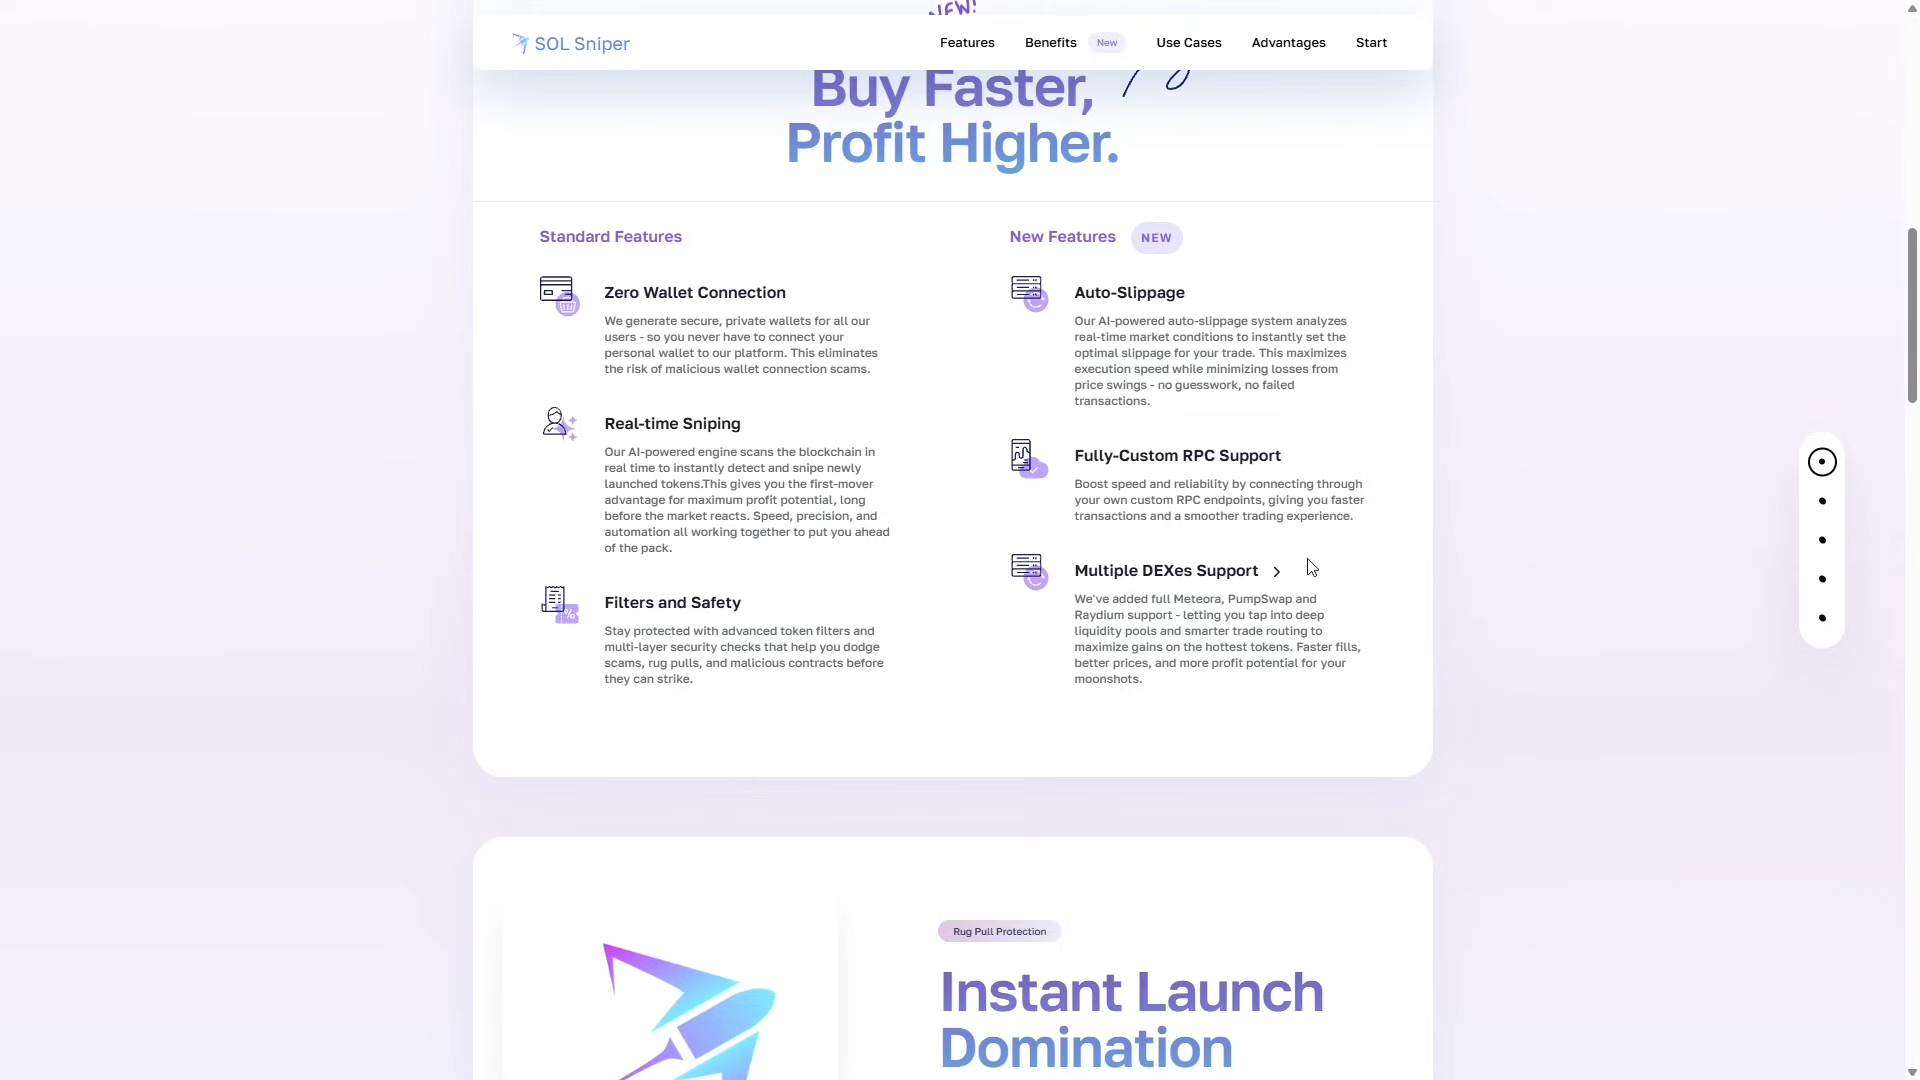 NEW!
SOL Sniper
Features
Benefits
New
Use Cases
Advantages
Start
Buy Faster,
Profit Higher.
Standard Features
Zero Wallet Connection
We generate secure, private wallets for all our
users - so you never have to connect your
personal wallet to our platform. This eliminates
the risk of malicious wallet connection scams.
Real-time Sniping
Our AI-powered engine scans the blockchain in
real time to instantly detect and snipe newly
launched tokens.This gives you the first-mover
advantage for maximum profit potential, long
before the market reacts. Speed, precision, and
automation all working together to put you ahead
of the pack.
Filters and Safety
Stay protected with advanced token filters and
multi-layer security checks that help you dodge
scams, rug pulls, and malicious contracts before
they can strike.
New Features
NEW
Auto-Slippage
Our AI-powered auto-slippage system analyzes
real-time market conditions to instantly set the
optimal slippage for your trade. This maximizes
execution speed while minimizing losses from
price swings - no guesswork, no failed
transactions.
Fully-Custom RPC Support
Boost speed and reliability by connecting through
your own custom RPC endpoints, giving you faster
transactions and a smoother trading experience.
Multiple DEXes Support
We've added full Meteora, PumpSwap and
Raydium support - letting you tap into deep
liquidity pools and smarter trade routing to
maximize gains on the hottest tokens. Faster fills,
better prices, and more profit potential for your
moonshots.
Rug Pull Protection
Instant Launch
Domination